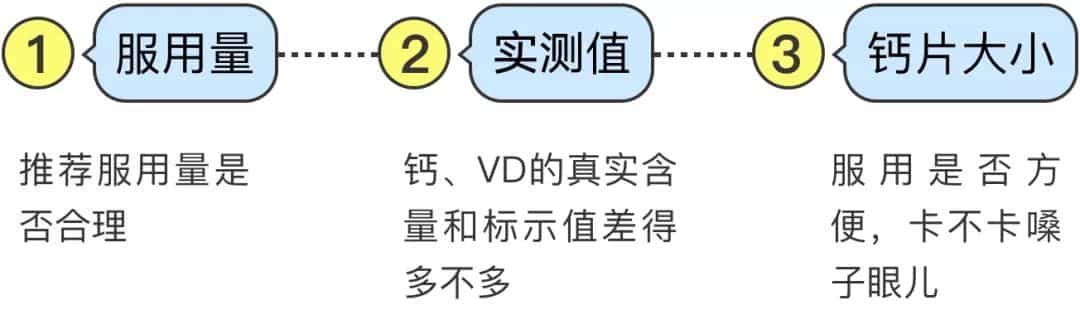 1 服用量
推荐服用量是
否合理
2 实测值
钙、VD的真实含
量和标示值差得
多不多
3 钙片大小
服用是否方
便，卡不卡嗓
子眼儿